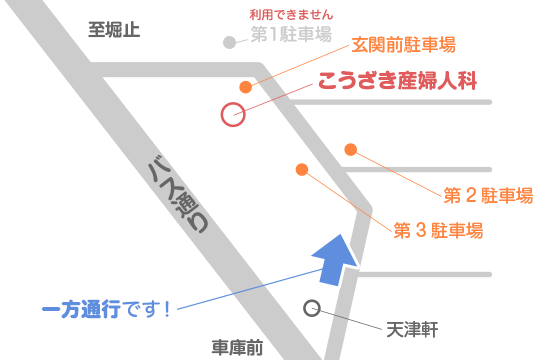 利用できません
至堀止
第1駐車場
玄関前駐車場
こうざき産婦人科
バス通り
第2駐車場
第3駐車場
一方通行です！
天津軒
車庫前